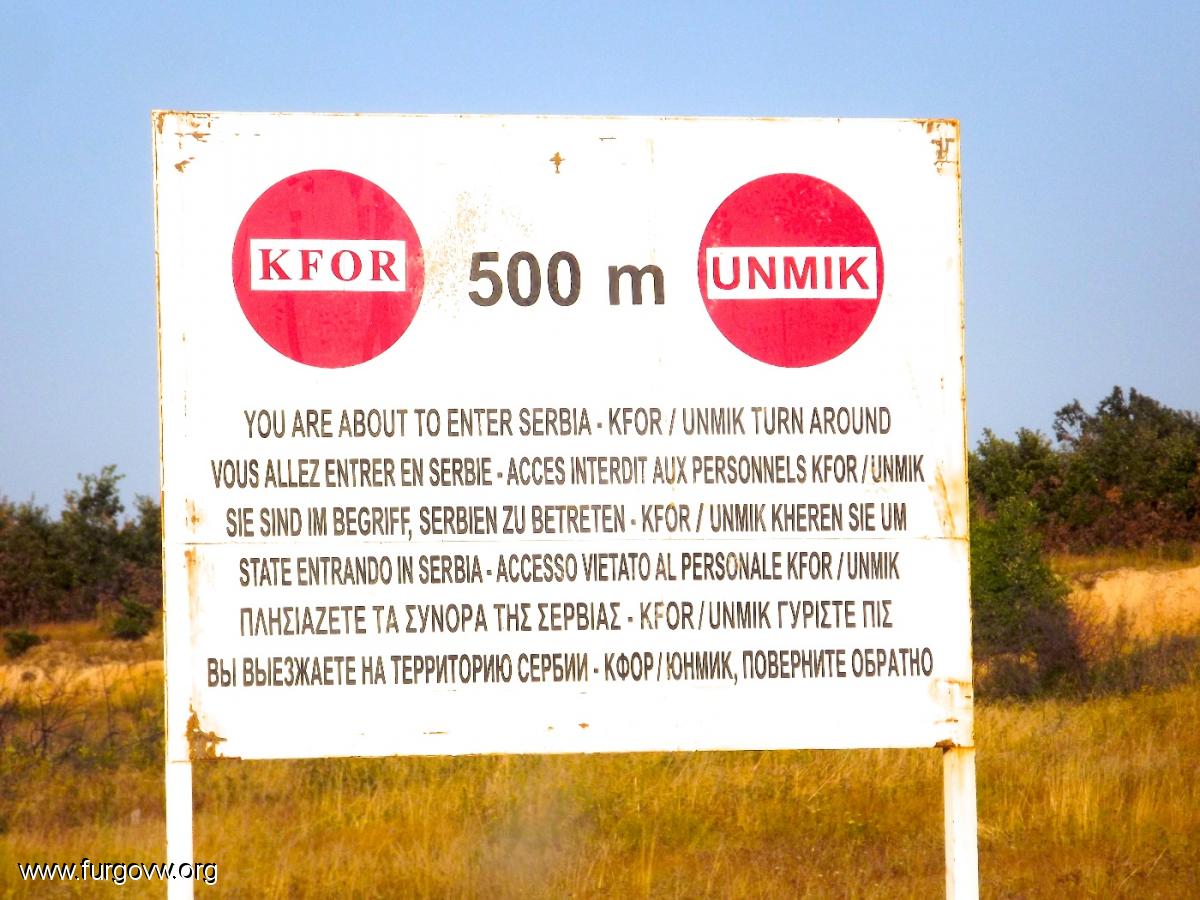 KFOR 500 m UNMIK
YOU ARE ABOUT TO ENTER SERBIA - KFOR / UNMIK TURN AROUND
VOUS ALLEZ ENTRER EN SERBIE - ACCES INTERDIT AUX PERSONNELS KFOR / UNMIK
SIE SIND IM BEGRIFF, SERBIEN ZU BETRETEN - KFOR / UNMIK KHEREN SIE UM
STATE ENTRANDO IN SERBIA - ACCESSO VIETATO AL PERSONALE KFOR / UNMIK
ΠΛΗΣΙΑΖΕΤΕ ΤΑ ΣΥΝΟΡΑ ΤΗΣ ΣΕΡΒΙΑΣ - KFOR / UNMIK ΓΥΡΙΣΤΕ ΠΙΣ
ВЫ ВЫЕЗЖАЕТЕ НА ТЕРРИТОРИЮ СЕРБИИ - КФОР / ЮНМИК, ПОВЕРНИТЕ ОБРАТНО
www.furgovw.org